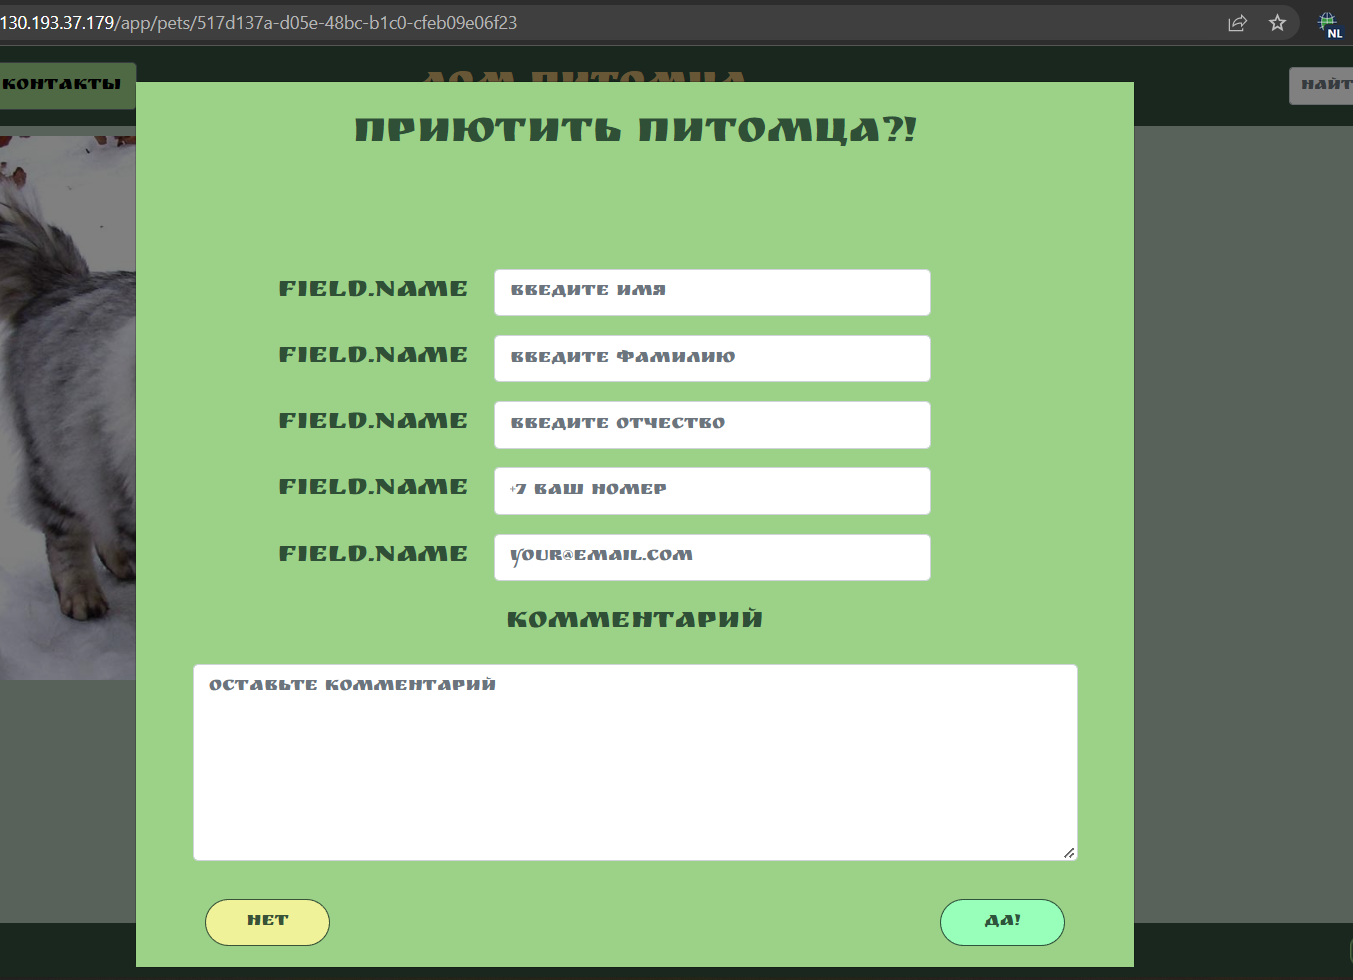 130.193.37.179/app/pets/517d137a-d05e-48bc-b1c0-cfeb09e06f23
NL
КОНТАКТЫ
ДОМ ПИТОМЦА
НАЙТ
ПРИЮТИТЬ ПИТОМЦА?!
FIELD.NAME
ВВЕДИТЕ ИМЯ
FIELD.NAME
ВВЕДИТЕ ФАМИЛИЮ
FIELD.NAME
ВВЕДИТЕ ОТЧЕСТВО
FIELD.NAME
+7 ВАШ НОМЕР
FIELD.NAME
YOUR@EMAIL.COM
КОММЕНТАРИЙ
ОСТАВЬТЕ КОММЕНТАРИЙ
НЕТ
ДА!